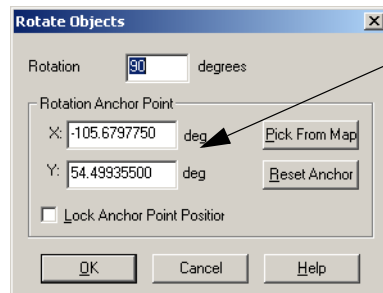 Rotate Objects
Rotation 90 degrees
Rotation Anchor Point
X: -105.6797750 deg Pick From Map
Y: 54.49935500 deg Reset Anchor
Lock Anchor Point Position
OK Cancel Help